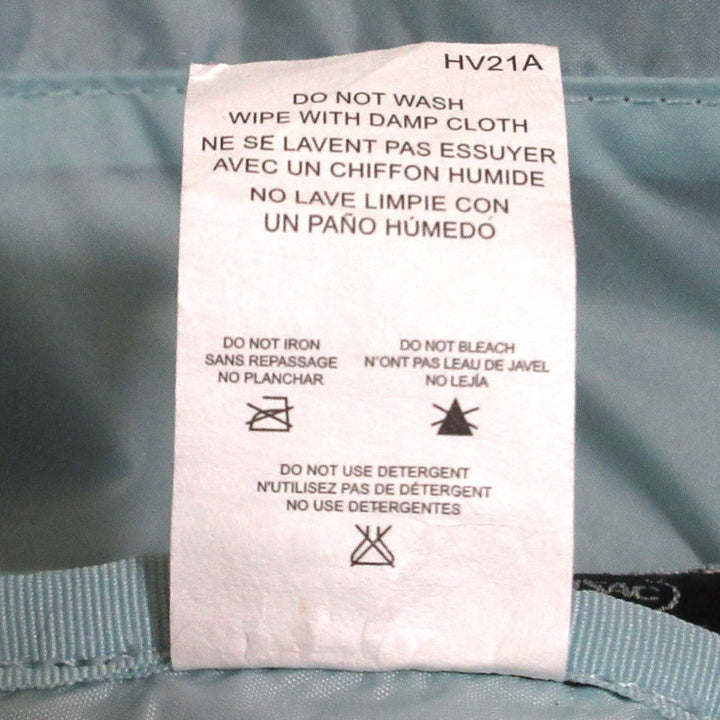 HV21A
DO NOT WASH
WIPE WITH DAMP CLOTH
NE SE LAVENT PAS ESSUYER
AVEC UN CHIFFON HUMIDE
NO LAVE LIMPIE CON
UN PAÑO HÚMEDO
DO NOT IRON
SANS REPASSAGE
NO PLANCHAR
DO NOT BLEACH
N'ONT PAS LEAU DE JAVEL
NO LEJÍA
DO NOT USE DETERGENT
N'UTILISEZ PAS DE DÉTERGENT
NO USE DETERGENTES